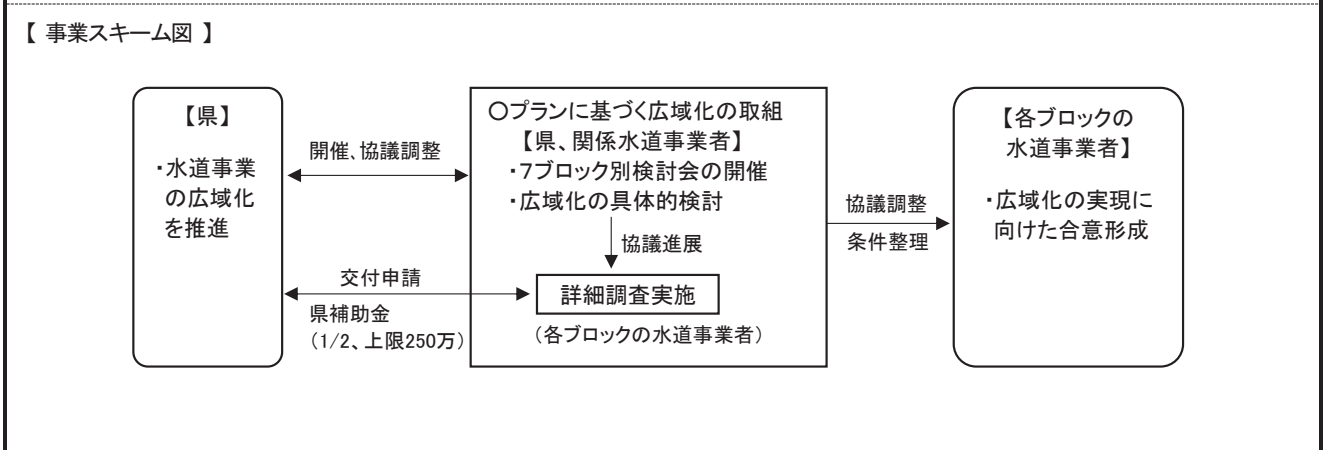 【 事業スキーム図 】
【県】
・水道事業
の広域化
を推進
開催、協議調整
交付申請
県補助金
(1/2、上限250万)
〇プランに基づく広域化の取組
【県、関係水道事業者】
・7ブロック別検討会の開催
・広域化の具体的検討
協議進展
詳細調査実施
(各ブロックの水道事業者)
協議調整
条件整理
【各ブロックの
水道事業者】
・広域化の実現に
向けた合意形成